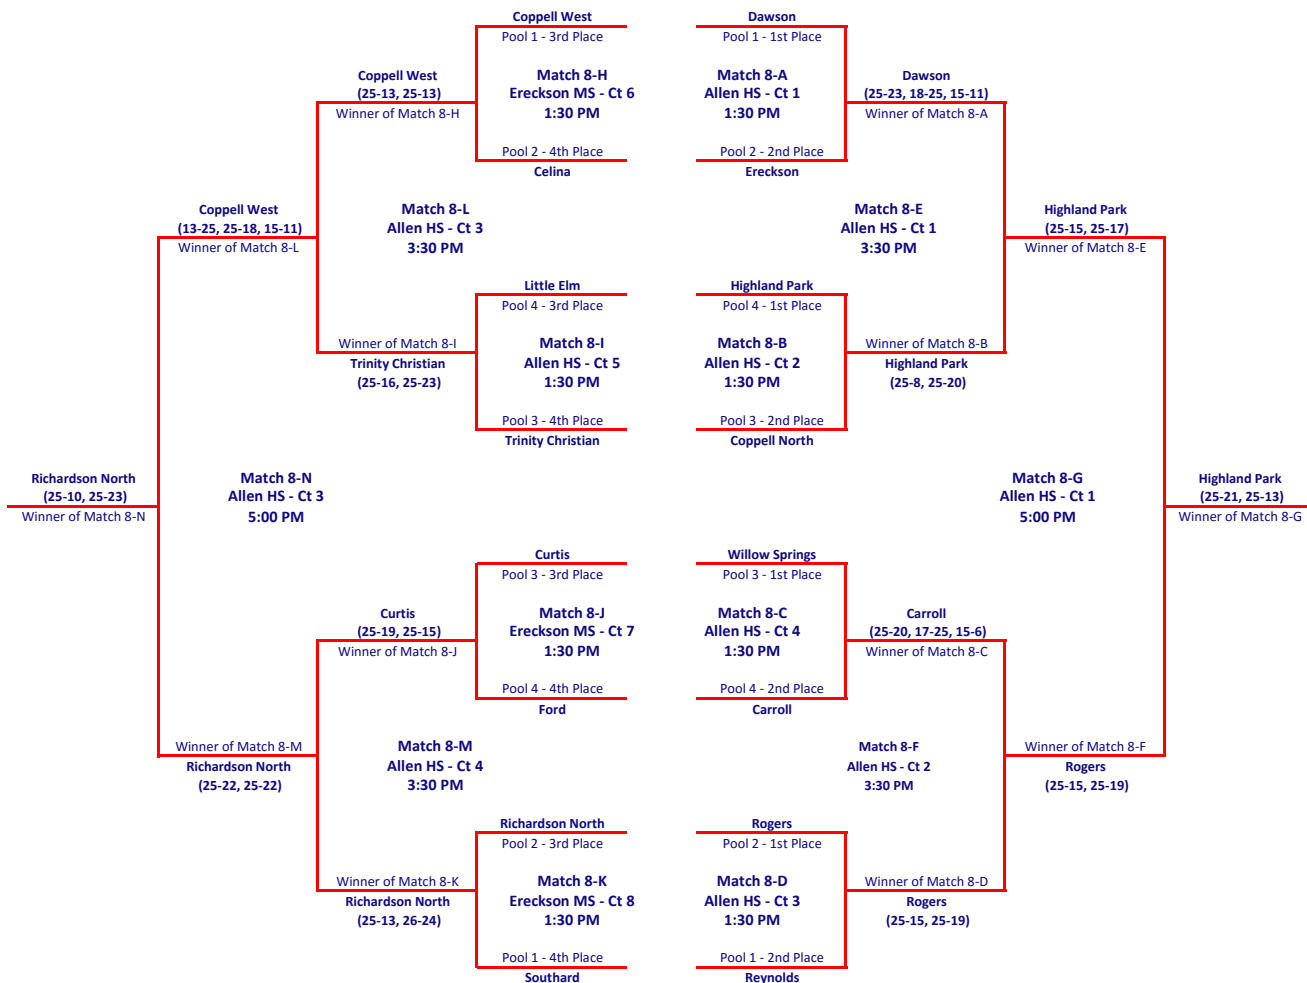 Coppell West
Pool 1 - 3rd Place
Dawson
Pool 1 - 1st Place
Coppell West
(25-13, 25-13)
Winner of Match 8-H
Match 8-H
Ereckson MS - Ct 6
1:30 PM
Match 8-A
Allen HS - Ct 1
1:30 PM
Dawson
(25-23, 18-25, 15-11)
Winner of Match 8-A
Pool 2 - 4th Place
Celina
Pool 2 - 2nd Place
Ereckson
Coppell West
(13-25, 25-18, 15-11)
Winner of Match 8-L
Match 8-L
Allen HS - Ct 3
3:30 PM
Match 8-E
Allen HS - Ct 1
3:30 PM
Highland Park
(25-15, 25-17)
Winner of Match 8-E
Little Elm
Pool 4 - 3rd Place
Highland Park
Pool 4 - 1st Place
Winner of Match 8-I
Trinity Christian
(25-16, 25-23)
Match 8-I
Allen HS - Ct 5
1:30 PM
Match 8-B
Allen HS - Ct 2
1:30 PM
Winner of Match 8-B
Highland Park
(25-8, 25-20)
Pool 3 - 4th Place
Trinity Christian
Pool 3 - 2nd Place
Coppell North
Richardson North
(25-10, 25-23)
Winner of Match 8-N
Match 8-N
Allen HS - Ct 3
5:00 PM
Match 8-G
Allen HS - Ct 1
5:00 PM
Highland Park
(25-21, 25-13)
Winner of Match 8-G
Curtis
Pool 3 - 3rd Place
Willow Springs
Pool 3 - 1st Place
Curtis
(25-19, 25-15)
Winner of Match 8-J
Match 8-J
Ereckson MS - Ct 7
1:30 PM
Match 8-C
Allen HS - Ct 4
1:30 PM
Carroll
(25-20, 17-25, 15-6)
Winner of Match 8-C
Pool 4 - 4th Place
Ford
Pool 4 - 2nd Place
Carroll
Winner of Match 8-M
Richardson North
(25-22, 25-22)
Match 8-M
Allen HS - Ct 4
3:30 PM
Match 8-F
Allen HS - Ct 2
3:30 PM
Winner of Match 8-F
Rogers
(25-15, 25-19)
Richardson North
Pool 2 - 3rd Place
Rogers
Pool 2 - 1st Place
Winner of Match 8-K
Richardson North
(25-13, 26-24)
Match 8-K
Ereckson MS - Ct 8
1:30 PM
Match 8-D
Allen HS - Ct 3
1:30 PM
Winner of Match 8-D
Rogers
(25-15, 25-19)
Pool 1 - 4th Place
Southard
Pool 1 - 2nd Place
Reynolds